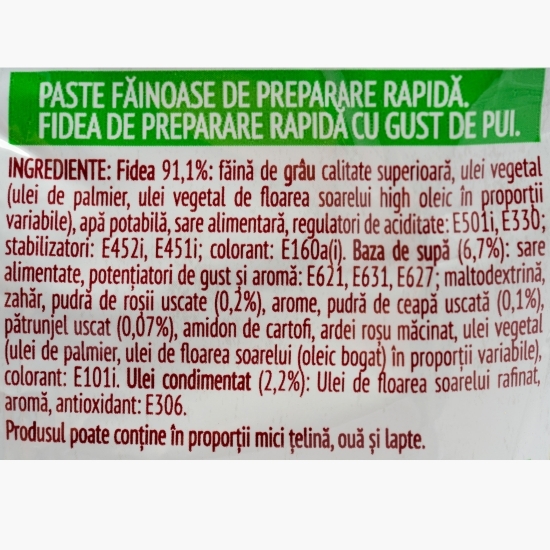 PASTE FĂINOASE DE PREPARARE RAPIDĂ.
FIDEA DE PREPARARE RAPIDĂ CU GUST DE PUI.
INGREDIENTE: Fidea 91,1%: făină de grâu calitate superioară, ulei vegetal
(ulei de palmier, ulei vegetal de floarea soarelui high oleic în proporții
variabile), apă potabilă, sare alimentară, regulatori de aciditate: E501i, E330;
stabilizatori: E452i, E451i; colorant: E160a(i). Baza de supă (6,7%): sare
alimentate, potențiatori de gust și aromă: E621, E631, E627; maltodextrină,
zahăr, pudră de roșii uscate (0,2%), arome, pudră de ceapă uscată (0,1%),
pătrunjel uscat (0,07%), amidon de cartofi, ardei roșu măcinat, ulei vegetal
(ulei de palmier, ulei de floarea soarelui (oleic bogat) în proporții variabile),
colorant: E101i. Ulei condimentat (2,2%): Ulei de floarea soarelui rafinat,
aromă, antioxidant: E306.
Produsul poate conține în proporții mici țelină, ouă și lapte.